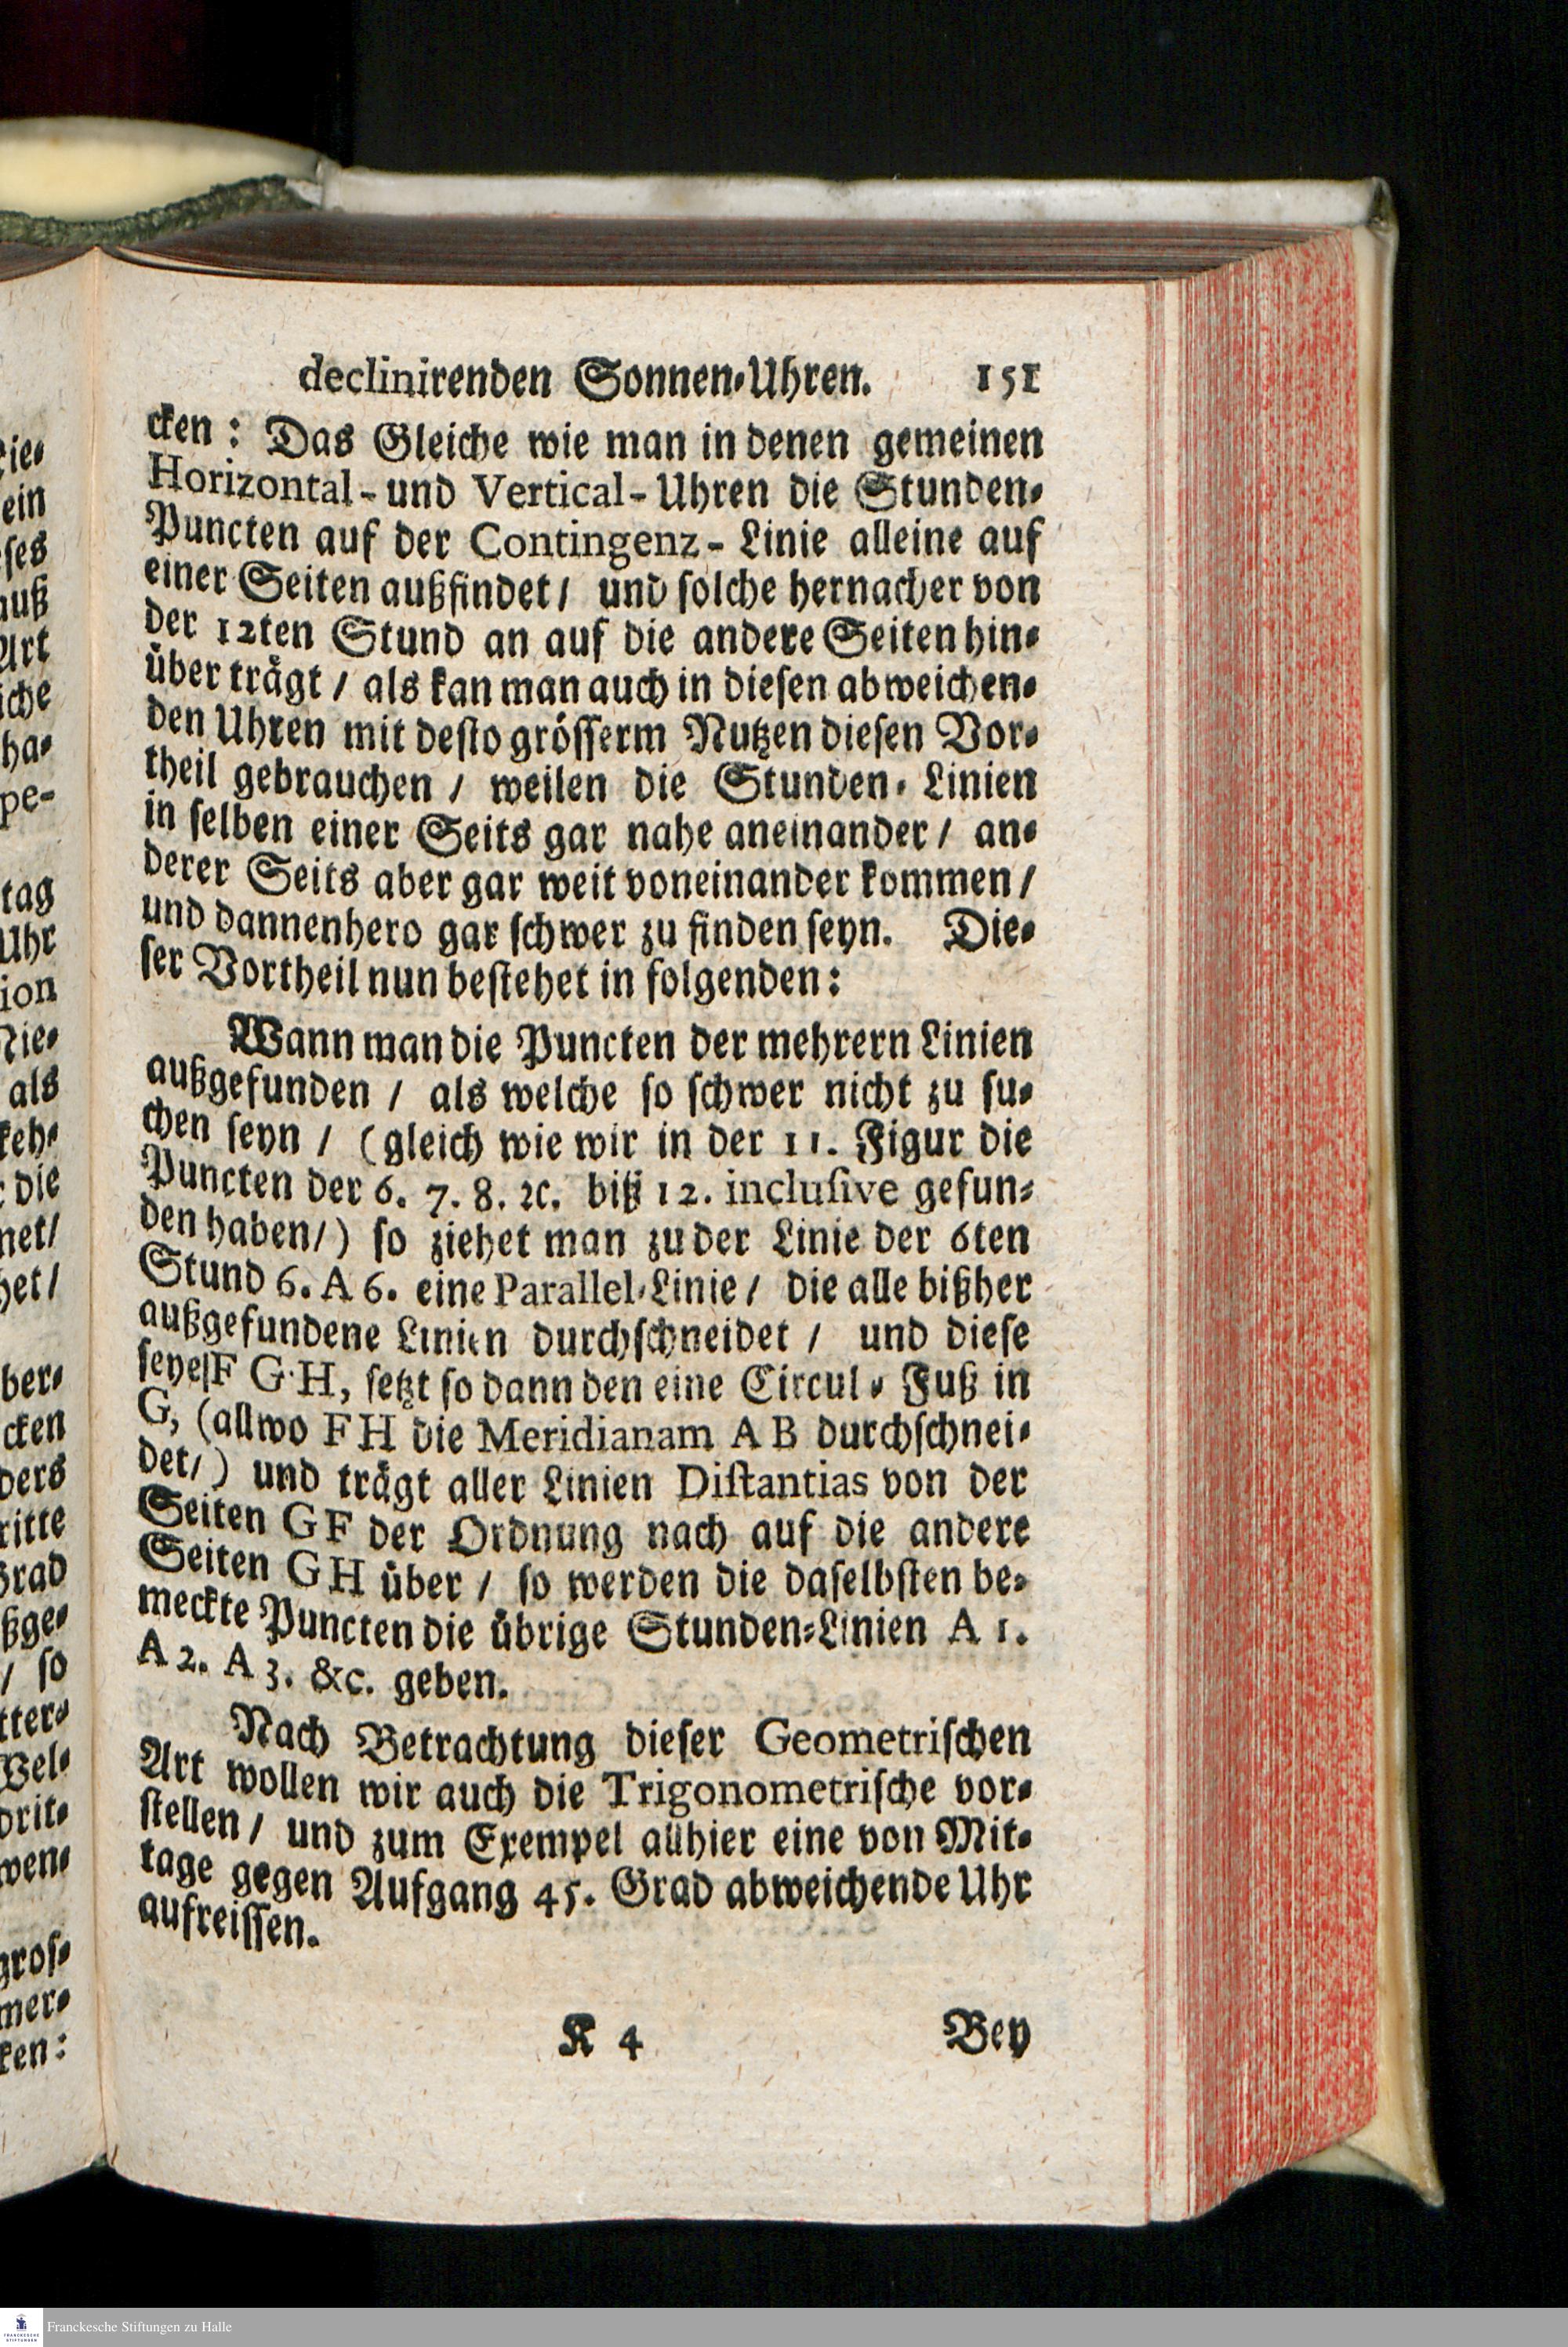 declinirenden Sonnen-Uhren. 151
cken: Das Gleiche wie man in denen gemeinen
Horizontal-und Vertical-Uhren die Stunden-
Puncten auf der Contingenz-Linie alleine auf
einer Seiten außfindet/ und solche hernacher von
der 12ten Stund an auf die andere Seiten hin-
über trägt/ als kan man auch in diesen abweichen-
den Uhren mit desto grösserm Nutzen diesen Vor-
theil gebrauchen/ weilen die Stunden-Linien
in selben einer Seits gar nahe aneinander/ an-
derer Seits aber gar weit voneinander kommen/
und dannenhero gar schwer zu finden seyn. Die-
ser Vortheil nun bestehet in folgenden:
Wann man die Puncten der mehrern Linien
außgefunden/ als welche so schwer nicht zu su-
chen seyn/ (gleich wie wir in der 11. Figur die
Puncten der 6. 7. 8. ꝛc. biß 12. inclusive gefun-
den haben/) so ziehet man zu der Linie der 6ten
Stund 6. A 6. eine Parallel-Linie/ die alle bißher
außgefundene Linien durchschneidet/ und diese
seye F G H, setzt so dann den eine Circul-Fuß in
G, (allwo F H die Meridianam A B durchschnei-
det/) und trägt aller Linien Distantias von der
Seiten G F der Ordnung nach auf die andere
Seiten G H über/ so werden die daselbsten be-
meckte Puncten die übrige Stunden-Linien A 1.
A 2. A 3. &c. geben.
Nach Betrachtung dieser Geometrischen
Art wollen wir auch die Trigonometrische vor-
stellen/ und zum Exempel allhier eine von Mit-
tage gegen Aufgang 45. Grad abweichende Uhr
aufreissen.
K 4 Bey
Franckesche Stiftungen zu Halle